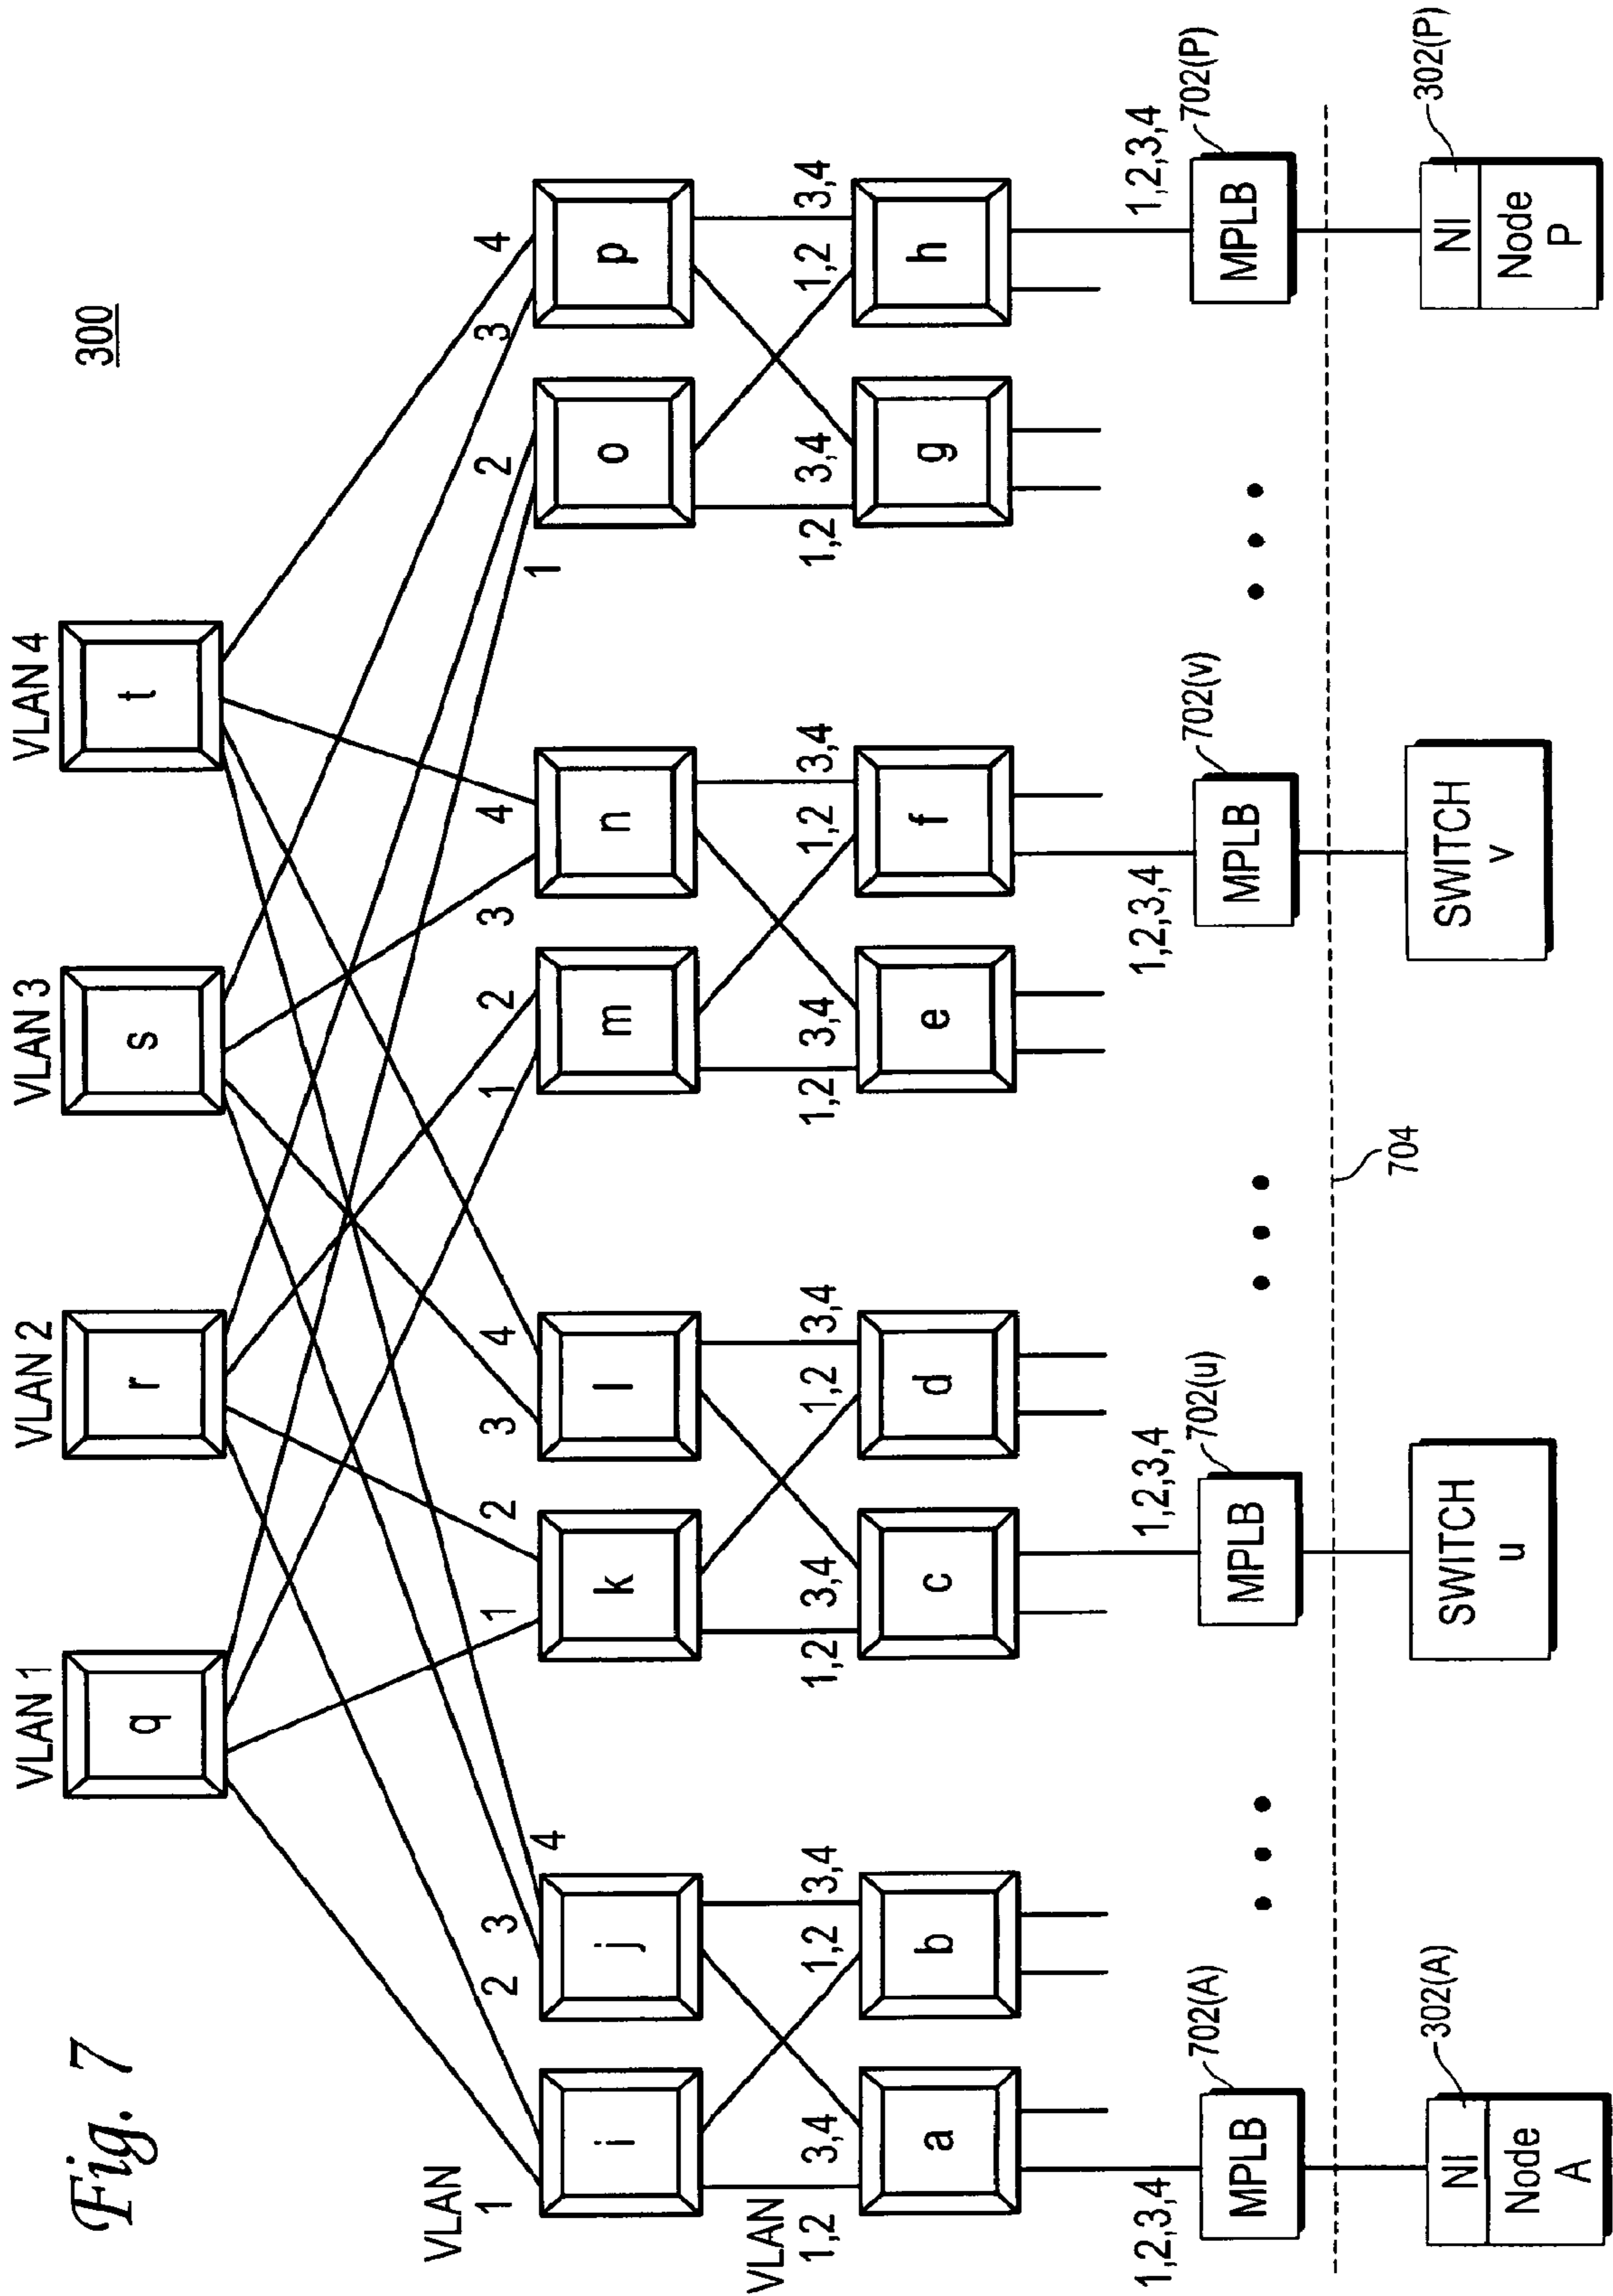 Fig. 7
300
VLAN 1
VLAN 2
VLAN 3
VLAN 4
q
r
s
t
VLAN
1
2
3
4
1
2
3
4
1
2
3
4
1
2
3
4
i
j
k
l
m
n
o
p
VLAN
1,2
3,4
1,2
3,4
1,2
3,4
1,2
3,4
1,2
3,4
1,2
3,4
1,2
3,4
1,2
3,4
a
b
c
d
e
f
g
h
1,2,3,4
702(A)
1,2,3,4
702(u)
1,2,3,4
702(v)
1,2,3,4
702(P)
MPLB
MPLB
MPLB
MPLB
704
302(A)
302(P)
NI
Node
A
SWITCH
u
SWITCH
v
NI
Node
P